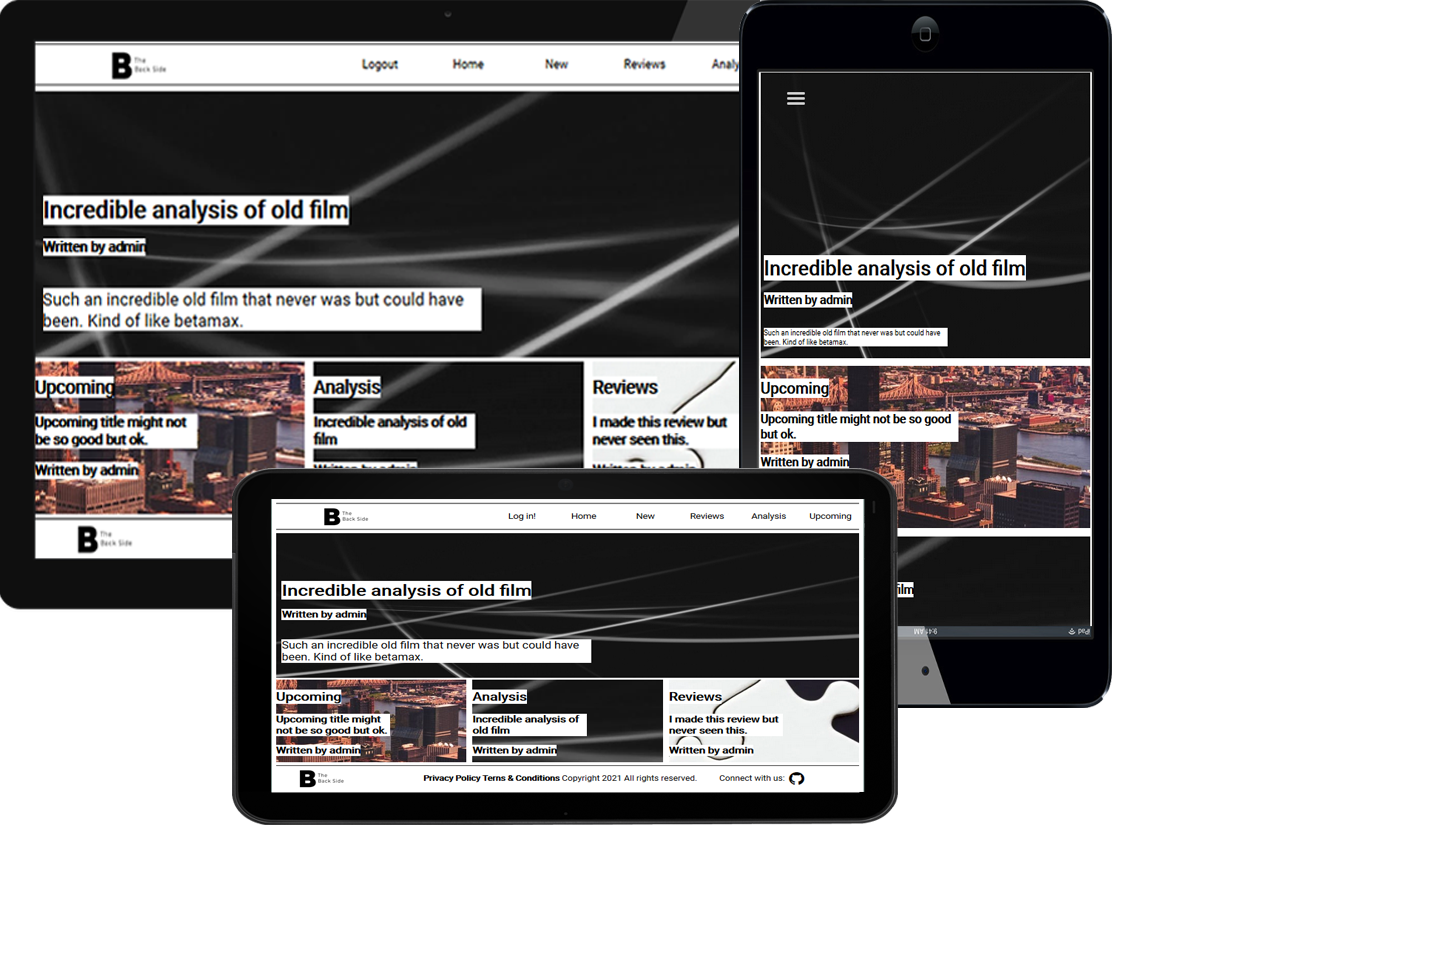 B The
Back Side
Logout Home New Reviews Analy
Incredible analysis of old film
Written by admin
Such an incredible old film that never was but could have
been. Kind of like betamax.
Upcoming
Upcoming title might not
be so good but ok.
Written by admin
Analysis
Incredible analysis of old
film
Written by admin
Reviews
I made this review but
never seen this.
Written by admin
B The
Back Side
Incredible analysis of old film
Written by admin
Such an incredible old film that never was but could have
been. Kind of like betamax.
Upcoming
Upcoming title might not be so good
but ok.
Written by admin
film
9:41 AM
iPad
B The
Back Side
Log in! Home New Reviews Analysis Upcoming
Incredible analysis of old film
Written by admin
Such an incredible old film that never was but could have
been. Kind of like betamax.
Upcoming
Upcoming title might
not be so good but ok.
Written by admin
Analysis
Incredible analysis of
old film
Written by admin
Reviews
I made this review but
never seen this.
Written by admin
B The
Back Side
Privacy Policy Terms & Conditions Copyright 2021 All rights reserved. Connect with us: